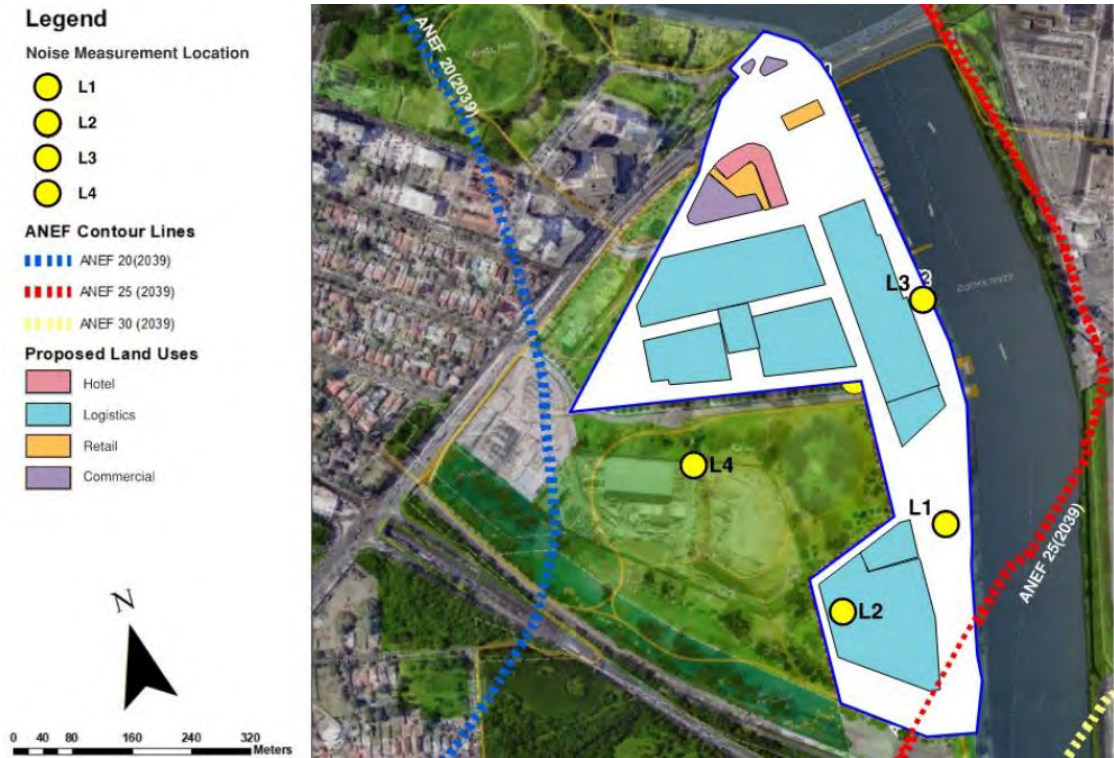 Legend
Noise Measurement Location
L1
L2
L3
L4
ANEF Contour Lines
ANEF 20(2039)
ANEF 25 (2039)
ANEF 30 (2039)
Proposed Land Uses
Hotel
Logistics
Retail
Commercial
N
0 40 80 160 240 320
Meters
ANEF 20(2039)
L3
L4
L1
L2
ANEF 25(2039)